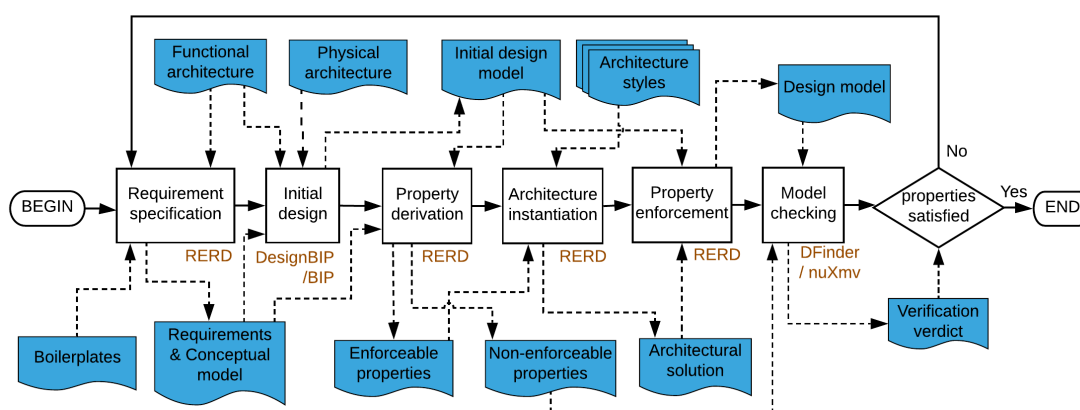 No
Functional
architecture
Physical
architecture
Initial design
model
Architecture
styles
Design model
BEGIN
Requirement
specification
Initial
design
Property
derivation
Architecture
instantiation
Property
enforcement
Model
checking
properties
satisfied
Yes
END
RERD
DesignBIP
/BIP
RERD
RERD
RERD
DFinder
/ nuXmv
Boilerplates
Requirements
& Conceptual
model
Enforceable
properties
Non-enforceable
properties
Architectural
solution
Verification
verdict